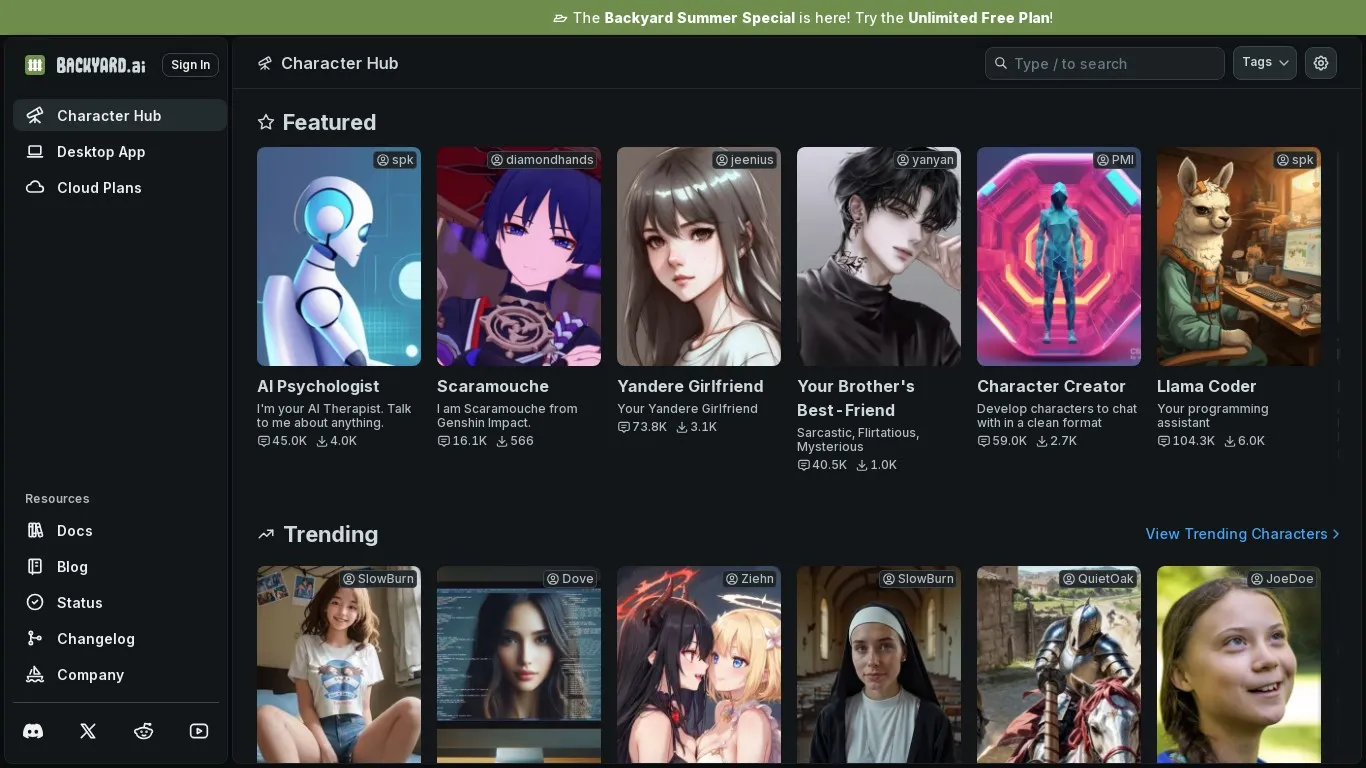 The Backyard Summer Special is here! Try the Unlimited Free Plan!
BACKYARD.ai
Sign In
Character Hub
Desktop App
Cloud Plans
Resources
Docs
Blog
Status
Changelog
Company
Character Hub
Type / to search
Tags
Featured
spk
diamondhands
jeenius
yanyan
PMI
spk
AI Psychologist
I'm your AI Therapist. Talk
to me about anything.
45.0K 4.0K
Scaramouche
I am Scaramouche from
Genshin Impact.
16.1K 566
Yandere Girlfriend
Your Yandere Girlfriend
73.8K 3.1K
Your Brother's
Best-Friend
Sarcastic, Flirtatious,
Mysterious
40.5K 1.0K
Character Creator
Develop characters to chat
with in a clean format
59.0K 2.7K
Llama Coder
Your programming
assistant
104.3K 6.0K
Trending
View Trending Characters
SlowBurn
Dove
Ziehn
SlowBurn
QuietOak
JoeDoe